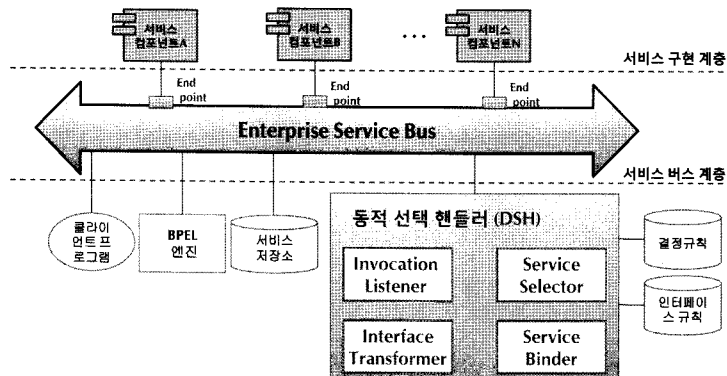 서비스
컴포넌트A
서비스
컴포넌트B
...
서비스
컴포넌트N
서비스 구현 계층
End
point
End
point
End
point
Enterprise Service Bus
서비스 버스 계층
클라이
언트 프
로그램
BPEL
엔진
서비스
저장소
동적 선택 핸들러 (DSH)
Invocation
Listener
Service
Selector
Interface
Transformer
Service
Binder
결정규칙
인터페이
스 규칙